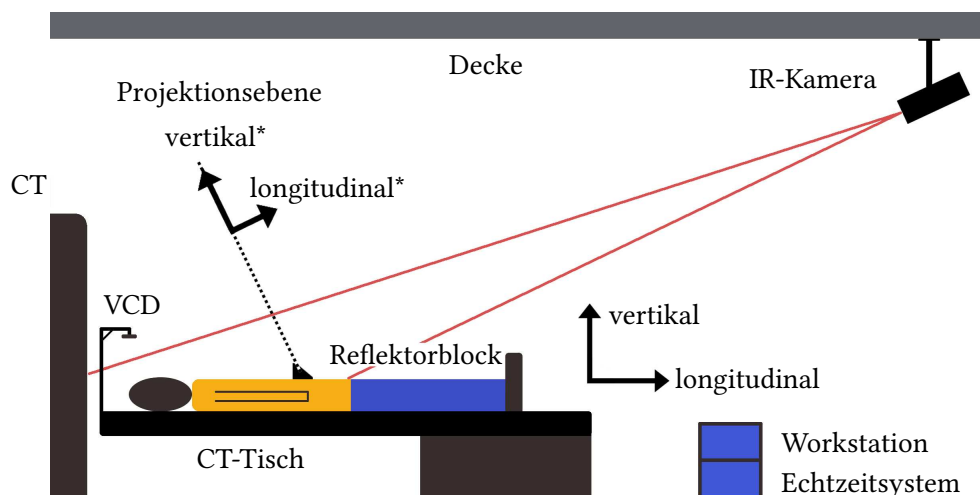 Decke
IR-Kamera
Projektionsebene
vertikal*
longitudinal*
CT
VCD
vertikal
Reflektorblock
longitudinal
CT-Tisch
Workstation
Echtzeitsystem